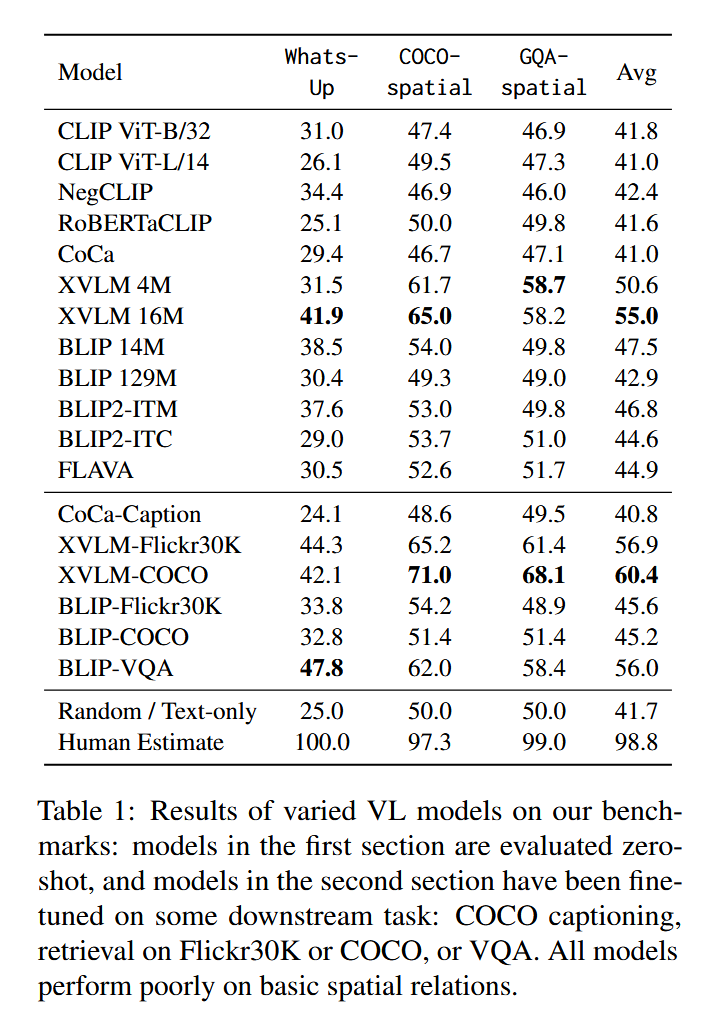 Model Whats-Up COCO-spatial GQA-spatial Avg
CLIP ViT-B/32 31.0 47.4 46.9 41.8
CLIP ViT-L/14 26.1 49.5 47.3 41.0
NegCLIP 34.4 46.9 46.0 42.4
RoBERTaCLIP 25.1 50.0 49.8 41.6
CoCa 29.4 46.7 47.1 41.0
XVLM 4M 31.5 61.7 58.7 50.6
XVLM 16M 41.9 65.0 58.2 55.0
BLIP 14M 38.5 54.0 49.8 47.5
BLIP 129M 30.4 49.3 49.0 42.9
BLIP2-ITM 37.6 53.0 49.8 46.8
BLIP2-ITC 29.0 53.7 51.0 44.6
FLAVA 30.5 52.6 51.7 44.9
CoCa-Caption 24.1 48.6 49.5 40.8
XVLM-Flickr30K 44.3 65.2 61.4 56.9
XVLM-COCO 42.1 71.0 68.1 60.4
BLIP-Flickr30K 33.8 54.2 48.9 45.6
BLIP-COCO 32.8 51.4 51.4 45.2
BLIP-VQA 47.8 62.0 58.4 56.0
Random / Text-only 25.0 50.0 50.0 41.7
Human Estimate 100.0 97.3 99.0 98.8
Table 1: Results of varied VL models on our bench-
marks: models in the first section are evaluated zero-
shot, and models in the second section have been fine-
tuned on some downstream task: COCO captioning,
retrieval on Flickr30K or COCO, or VQA. All models
perform poorly on basic spatial relations.